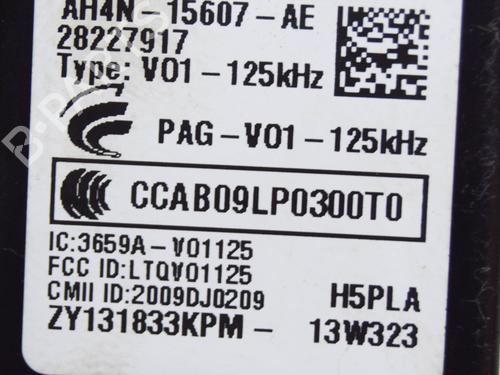 AH4N-15607-AE
28227917
Type: V01-125kHz
PAG-V01-125kHz
CCAB09LP0300T0
IC:3659A-V01125
FCC ID:LTQV01125
CMII ID:2009DJ0209 H5PLA
ZY131833KPM- 13W323